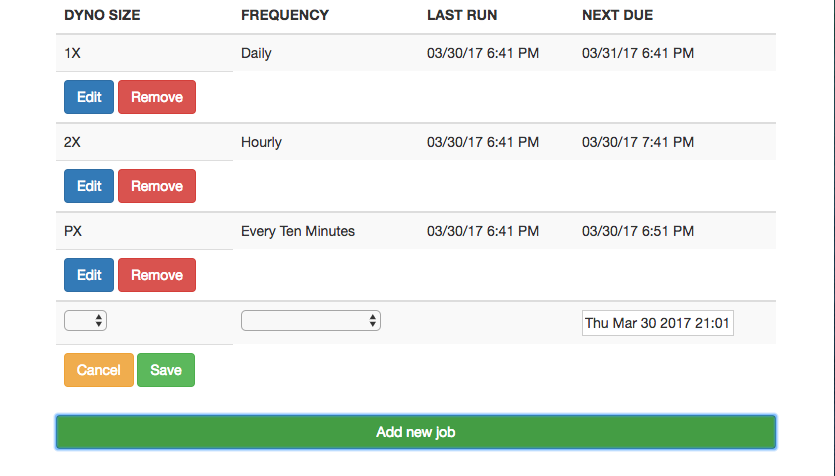 DYNO SIZE FREQUENCY LAST RUN NEXT DUE
1X Daily 03/30/17 6:41 PM 03/31/17 6:41 PM
Edit Remove
2X Hourly 03/30/17 6:41 PM 03/30/17 7:41 PM
Edit Remove
PX Every Ten Minutes 03/30/17 6:41 PM 03/30/17 6:51 PM
Edit Remove
Thu Mar 30 2017 21:01
Cancel Save
Add new job